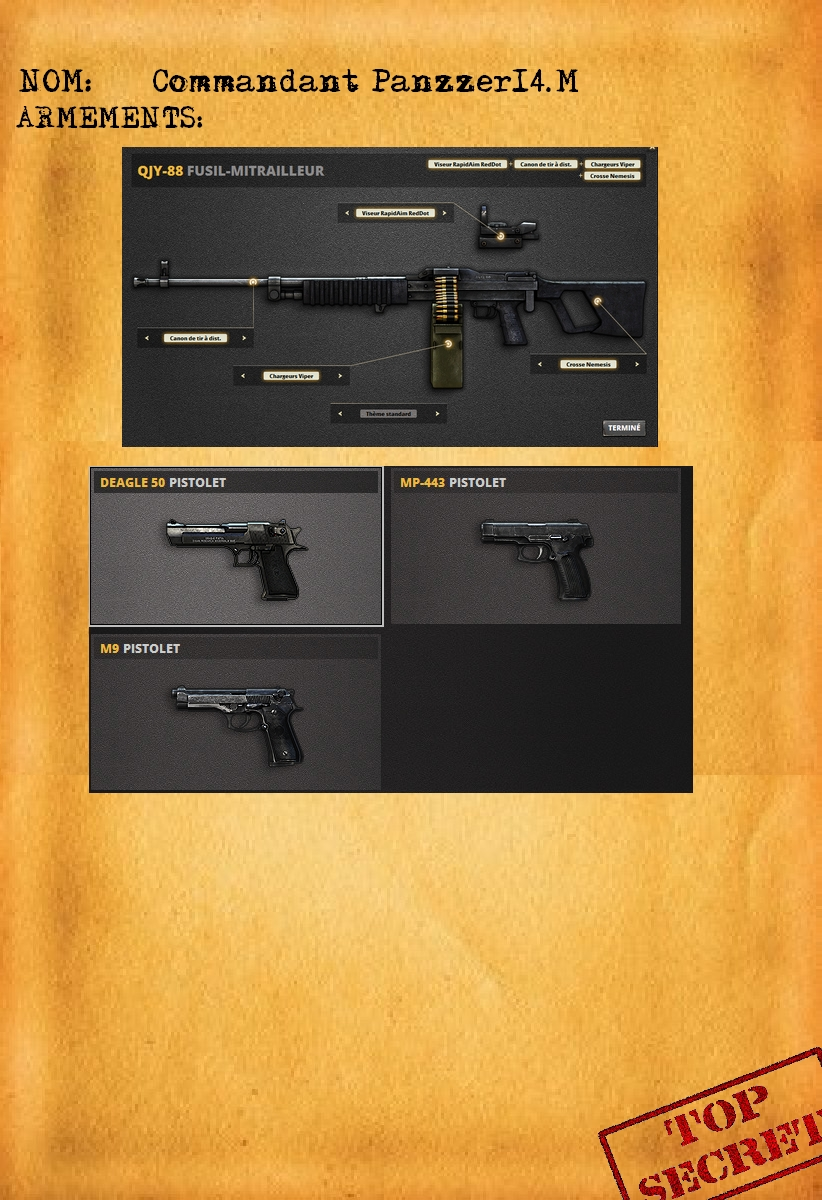 NOM: Commandant PanzzerI4.M
ARMEMENTS:
QJY-88 FUSIL-MITRAILLEUR
Viseur RapidAim RedDot + Canon de tir à dist. + Chargeurs Viper
+ Crosse Nemesis
Viseur RapidAim RedDot
Canon de tir à dist.
Crosse Nemesis
Chargeurs Viper
Thème standard
TERMINÉ
DEAGLE 50 PISTOLET
MP-443 PISTOLET
M9 PISTOLET
TOP
SECRET